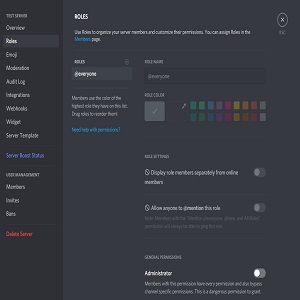 TEST SERVER
Overview
Roles
Emoji
Moderation
Audit Log
Integrations
Webhooks
Widget
Server Template
Server Boost Status
USER MANAGEMENT
Members
Invites
Bans
Delete Server
ROLES
Use Roles to organize your server members and customize their permissions. You can assign Roles in the
Members page.
ESC
ROLES
@everyone
Members use the color of the
highest role they have on this list.
Drag roles to reorder them!
Need help with permissions?
ROLE NAME
@everyone
ROLE COLOR
ROLE SETTINGS
Display role members separately from online
members
Allow anyone to @mention this role
GENERAL PERMISSIONS
Administrator
Members with this permission have every permission and also bypass
channel specific permissions. This is a dangerous permission to grant.